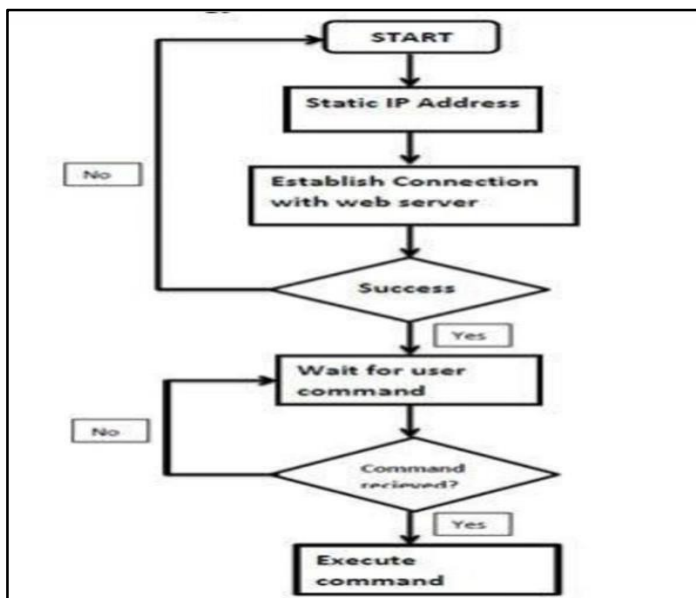 START
Static IP Address
Establish Connection
with web server
No
Success
Yes
Wait for user
command
No
Command
recieved?
Yes
Execute
command